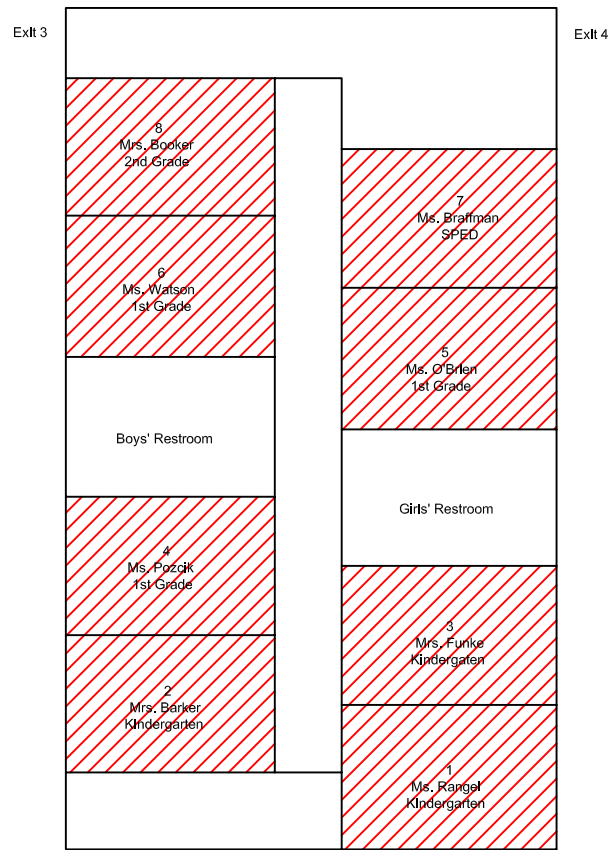 Exit 3
Exit 4
8
Mrs. Booker
2nd Grade
7
Ms. Braffman
SPED
6
Ms. Watson
1st Grade
5
Ms. O'Brien
1st Grade
Boys' Restroom
Girls' Restroom
4
Ms. Pozcik
1st Grade
3
Mrs. Funke
Kindergaten
2
Mrs. Barker
Kindergarten
1
Ms. Rangel
Kindergarten